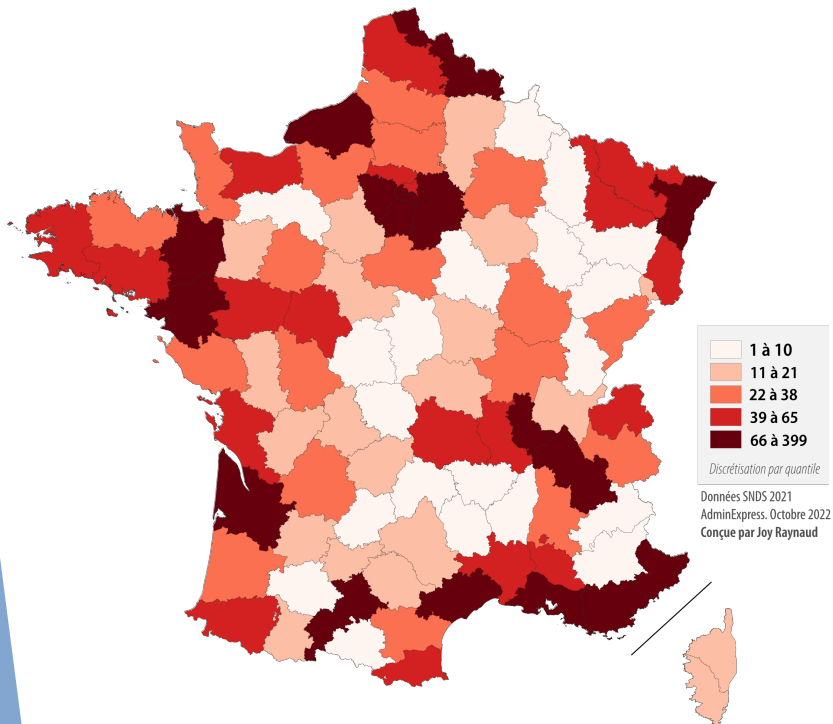 1 à 10
11 à 21
22 à 38
39 à 65
66 à 399
Discrétisation par quantile
Données SNDS 2021
AdminExpress. Octobre 2022
Conçue par Joy Raynaud